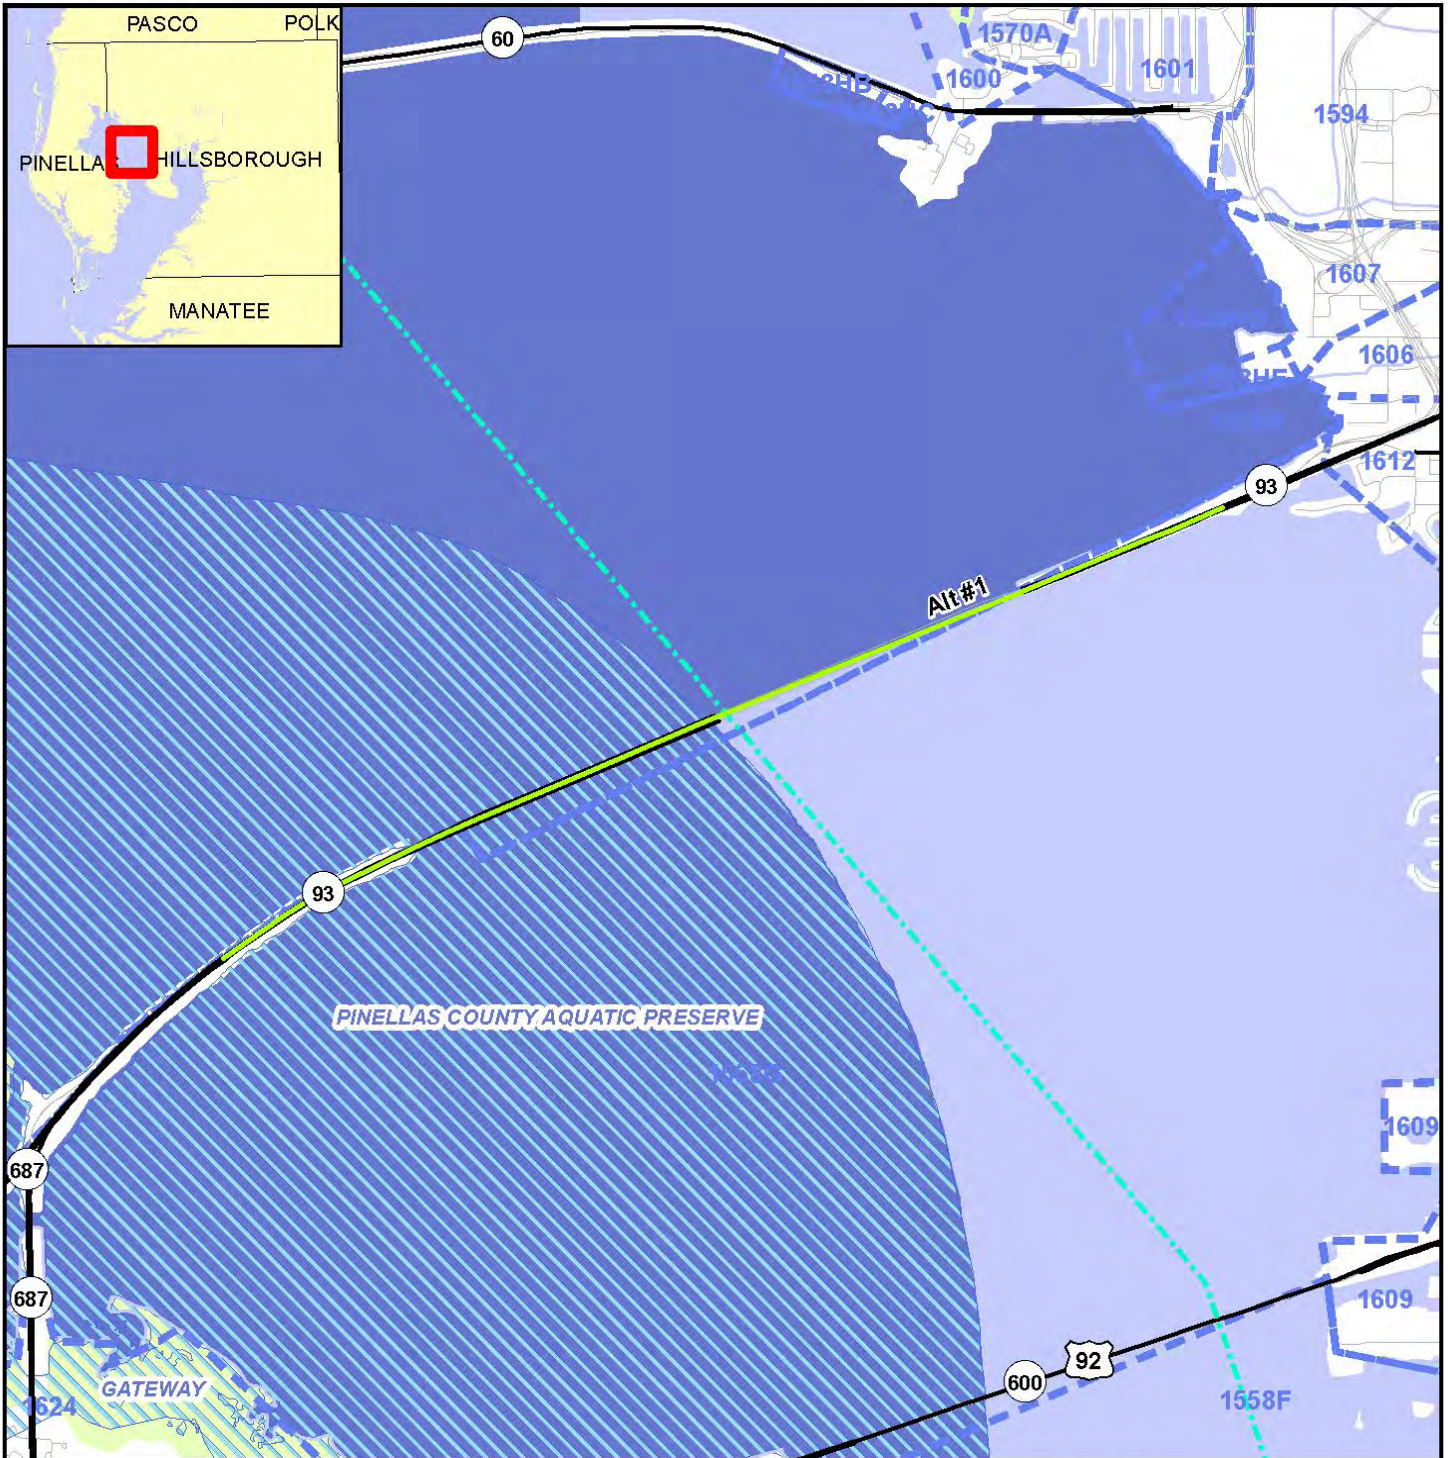 PASCO
POLK
PINELLAS
HILLSBOROUGH
MANATEE
60
1570A
1600
1601
1594
1607
1606
93
1612
Alt #1
93
PINELLAS COUNTY AQUATIC PRESERVE
687
687
1609
1609
GATEWAY
1624
92
600
1558F